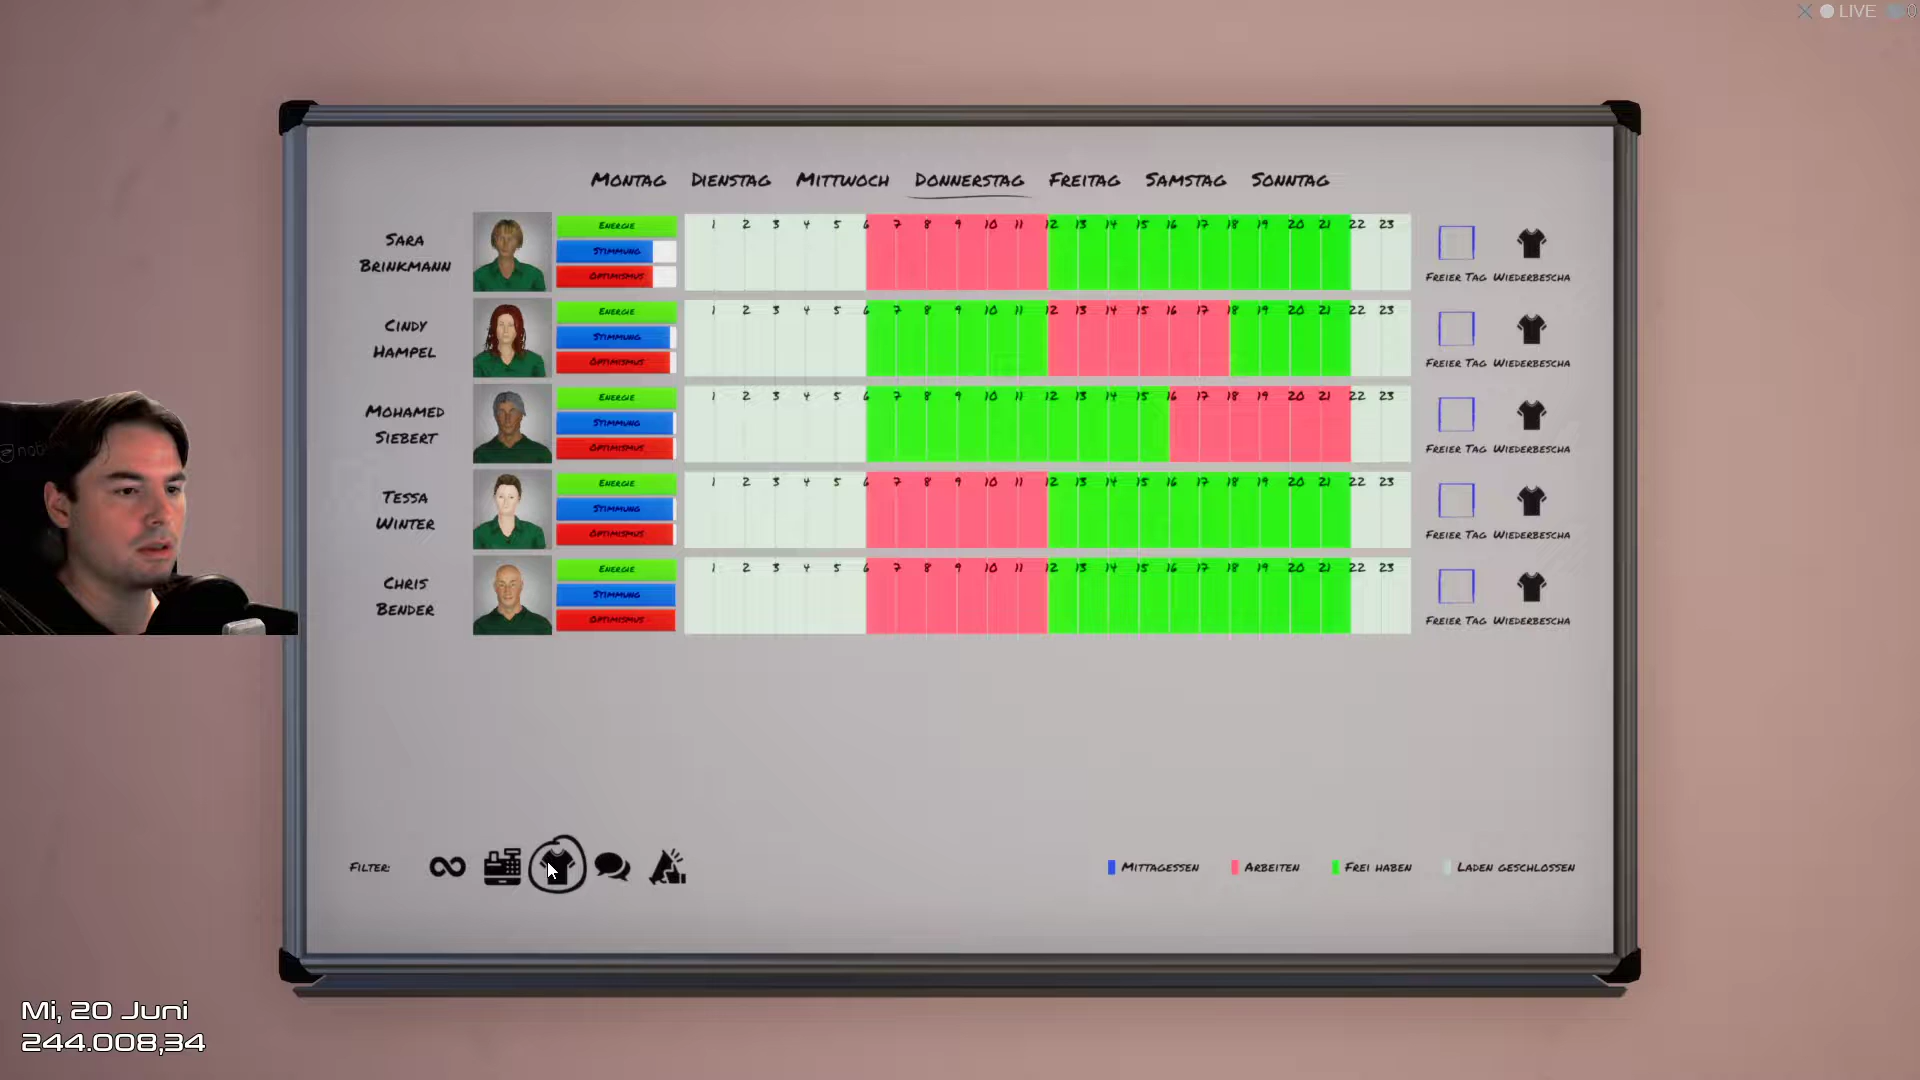 LIVE 0
MONTAG DIENSTAG MITTWOCH DONNERSTAG FREITAG SAMSTAG SONNTAG
SARA BRINKMANN
ENERGIE
STIMMUNG
OPTIMISMUS
1 2 3 4 5 6 7 8 9 10 11 12 13 14 15 16 17 18 19 20 21 22 23
FREIER TAG WIEDERBESCHA
CINDY HAMPEL
ENERGIE
STIMMUNG
OPTIMISMUS
1 2 3 4 5 6 7 8 9 10 11 12 13 14 15 16 17 18 19 20 21 22 23
FREIER TAG WIEDERBESCHA
MOHAMED SIEBERT
ENERGIE
STIMMUNG
OPTIMISMUS
1 2 3 4 5 6 7 8 9 10 11 12 13 14 15 16 17 18 19 20 21 22 23
FREIER TAG WIEDERBESCHA
TESSA WINTER
ENERGIE
STIMMUNG
OPTIMISMUS
1 2 3 4 5 6 7 8 9 10 11 12 13 14 15 16 17 18 19 20 21 22 23
FREIER TAG WIEDERBESCHA
CHRIS BENDER
ENERGIE
STIMMUNG
OPTIMISMUS
1 2 3 4 5 6 7 8 9 10 11 12 13 14 15 16 17 18 19 20 21 22 23
FREIER TAG WIEDERBESCHA
FILTER:
MITTAGESSEN ARBEITEN FREI HABEN LADEN GESCHLOSSEN
Mi, 20 Juni
244.008,34